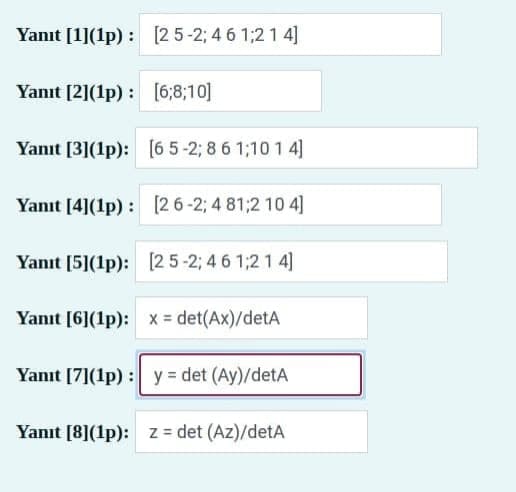 Yanıt [1](1p) : [2 5 -2; 4 6 1;2 1 4]
Yanıt [2](1p) : [6;8;10]
Yanıt [3](1p): [6 5 -2; 8 6 1;10 1 4]
Yanıt [4](1p) : [2 6 -2; 4 81;2 10 4]
Yanıt [5](1p): [2 5 -2; 4 6 1;2 1 4]
Yanıt [6](1p): x = det(Ax)/detA
Yanıt [7](1p) : y = det (Ay)/detA
Yanıt [8](1p): z = det (Az)/detA